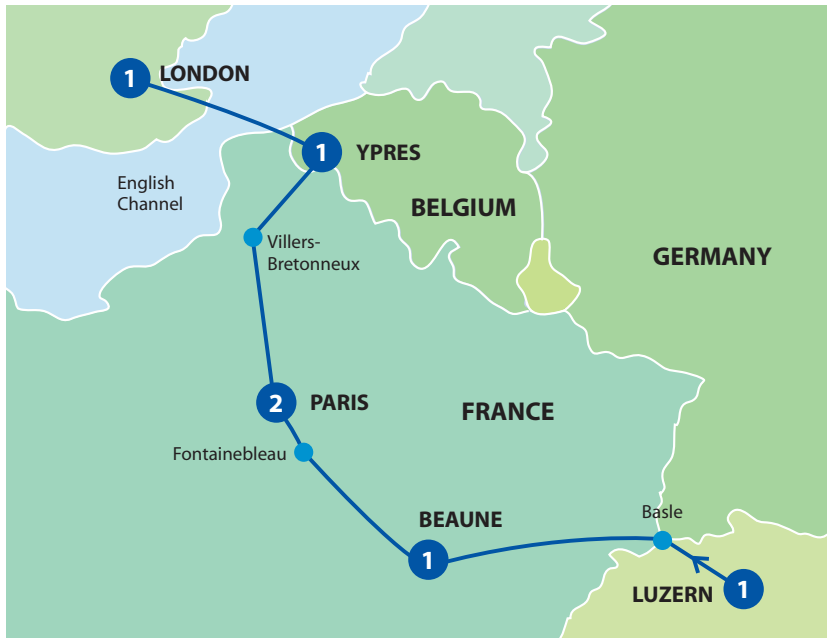 1 LONDON
1 YPRES
English
Channel
BELGIUM
Villers-
Bretonneux
GERMANY
2 PARIS
FRANCE
Fontainebleau
BEAUNE
1
Basle
LUZERN 1